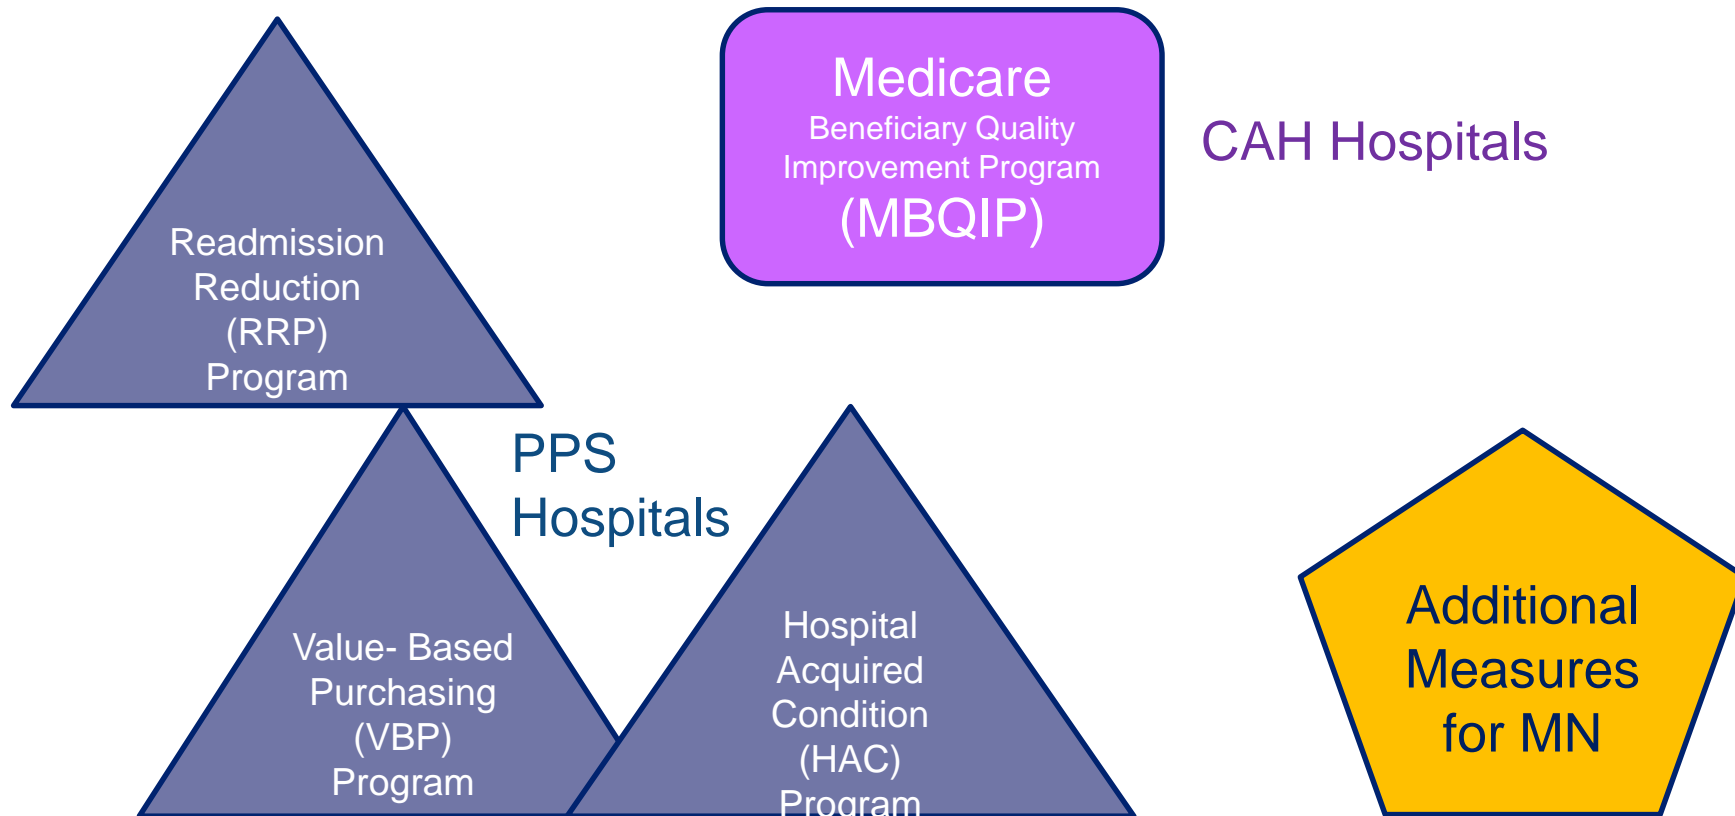 Medicare
Beneficiary Quality
Improvement Program
(MBQIP)
CAH Hospitals
Readmission
Reduction
(RRP)
Program
PPS
Hospitals
Value- Based
Purchasing
(VBP)
Program
Hospital
Acquired
Condition
(HAC)
Program
Additional
Measures
for MN